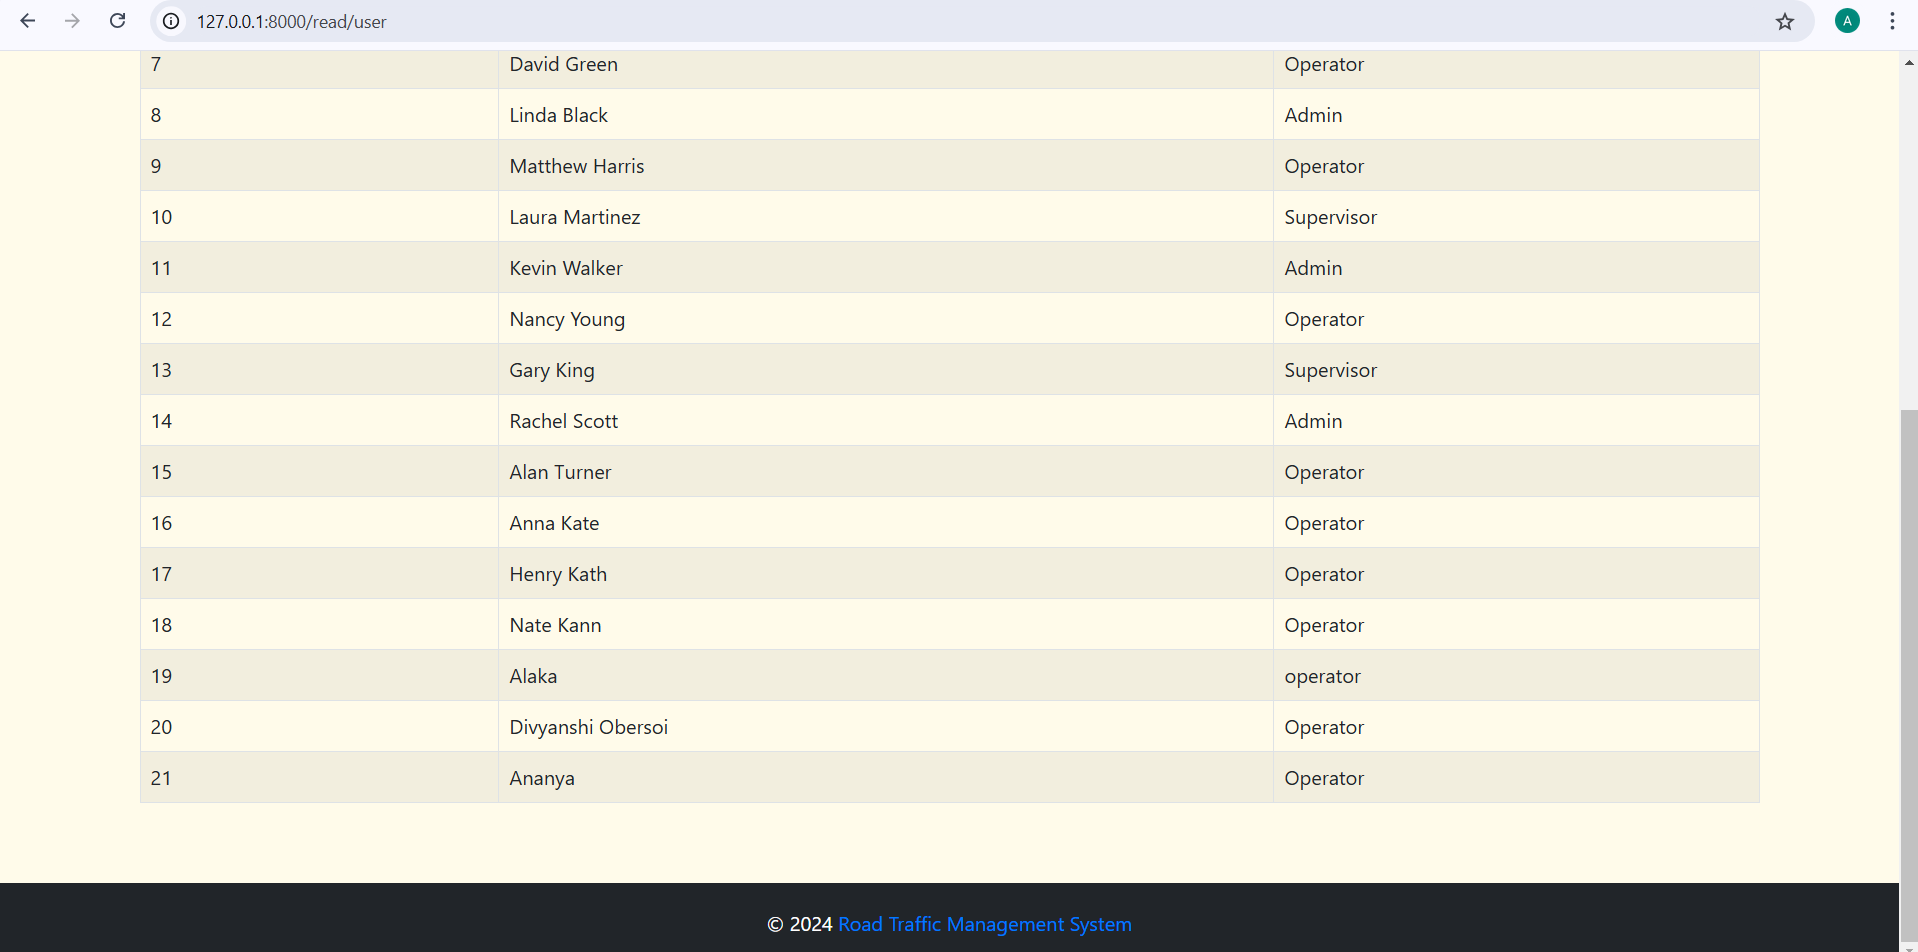 127.0.0.1:8000/read/user
A
7 David Green Operator
8 Linda Black Admin
9 Matthew Harris Operator
10 Laura Martinez Supervisor
11 Kevin Walker Admin
12 Nancy Young Operator
13 Gary King Supervisor
14 Rachel Scott Admin
15 Alan Turner Operator
16 Anna Kate Operator
17 Henry Kath Operator
18 Nate Kann Operator
19 Alaka operator
20 Divyanshi Obersoi Operator
21 Ananya Operator
© 2024 Road Traffic Management System